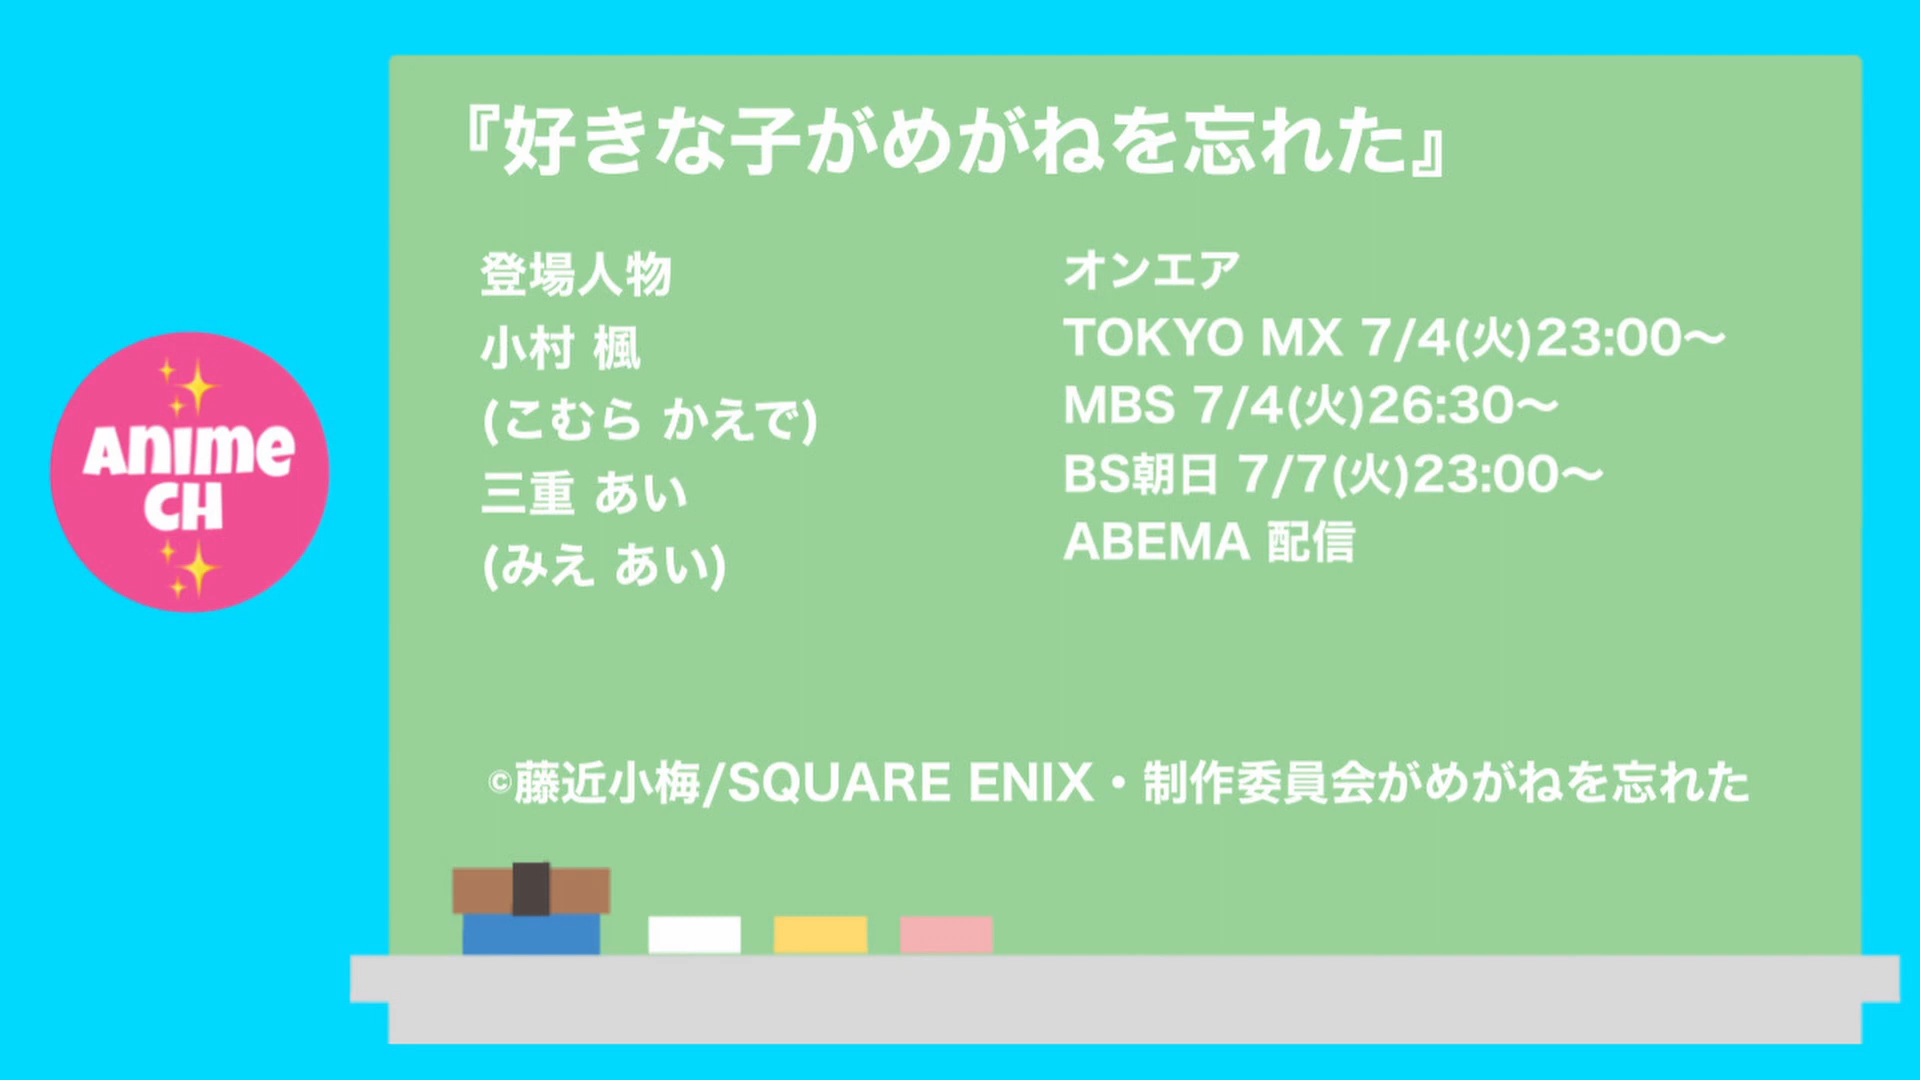 Anime
CH
『好きな子がめがねを忘れた』
登場人物
小村 楓
(こむら かえで)
三重 あい
(みえ あい)
オンエア
TOKYO MX 7/4(火)23:00〜
MBS 7/4(火)26:30〜
BS朝日 7/7(火)23:00〜
ABEMA 配信
©藤近小梅/SQUARE ENIX・制作委員会がめがねを忘れた